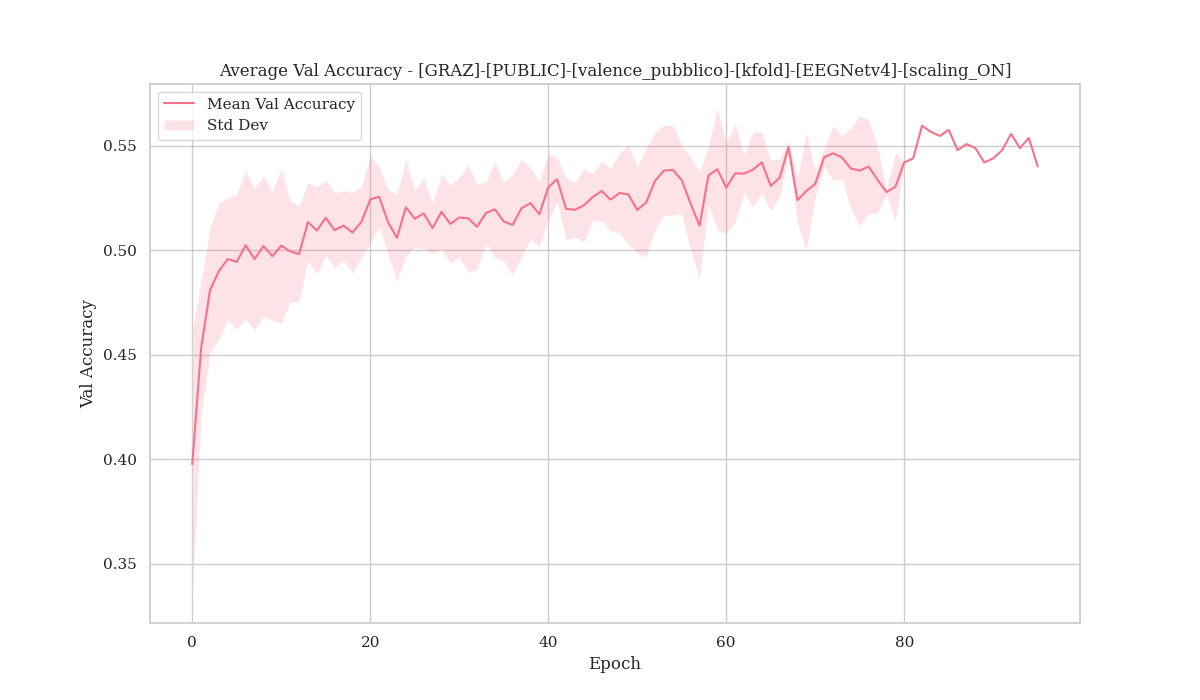 Average Val Accuracy - [GRAZ]-[PUBLIC]-[valence_pubblico]-[kfold]-[EEGNetv4]-[scaling_ON]
Mean Val Accuracy
Std Dev
0.55
0.50
0.45
0.40
0.35
Val Accuracy
0
20
40
60
80
Epoch